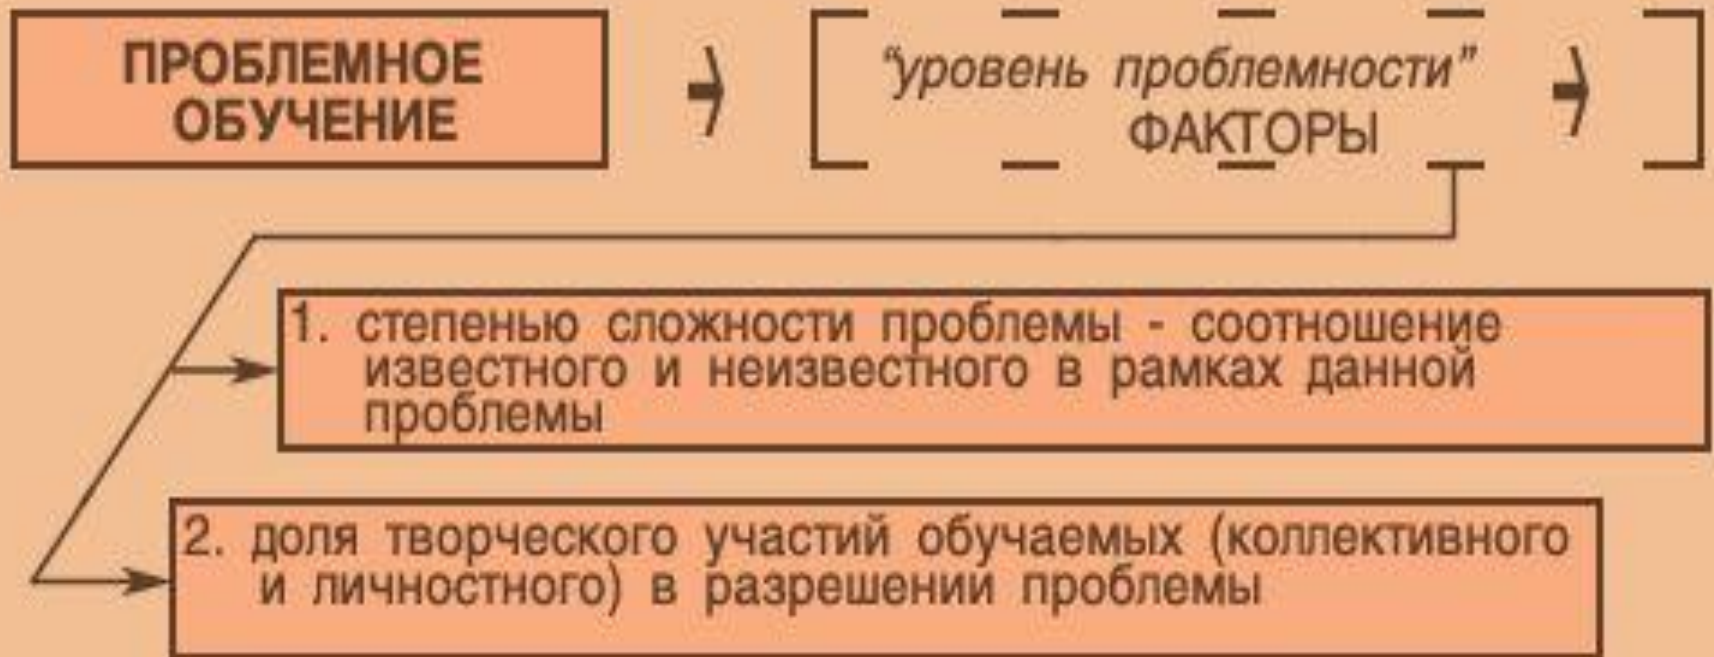 ПРОБЛЕМНОЕ
ОБУЧЕНИЕ
"уровень проблемности"
ФАКТОРЫ
1. степенью сложности проблемы - соотношение
известного и неизвестного в рамках данной
проблемы
2. доля творческого участий обучаемых (коллективного
и личностного) в разрешении проблемы